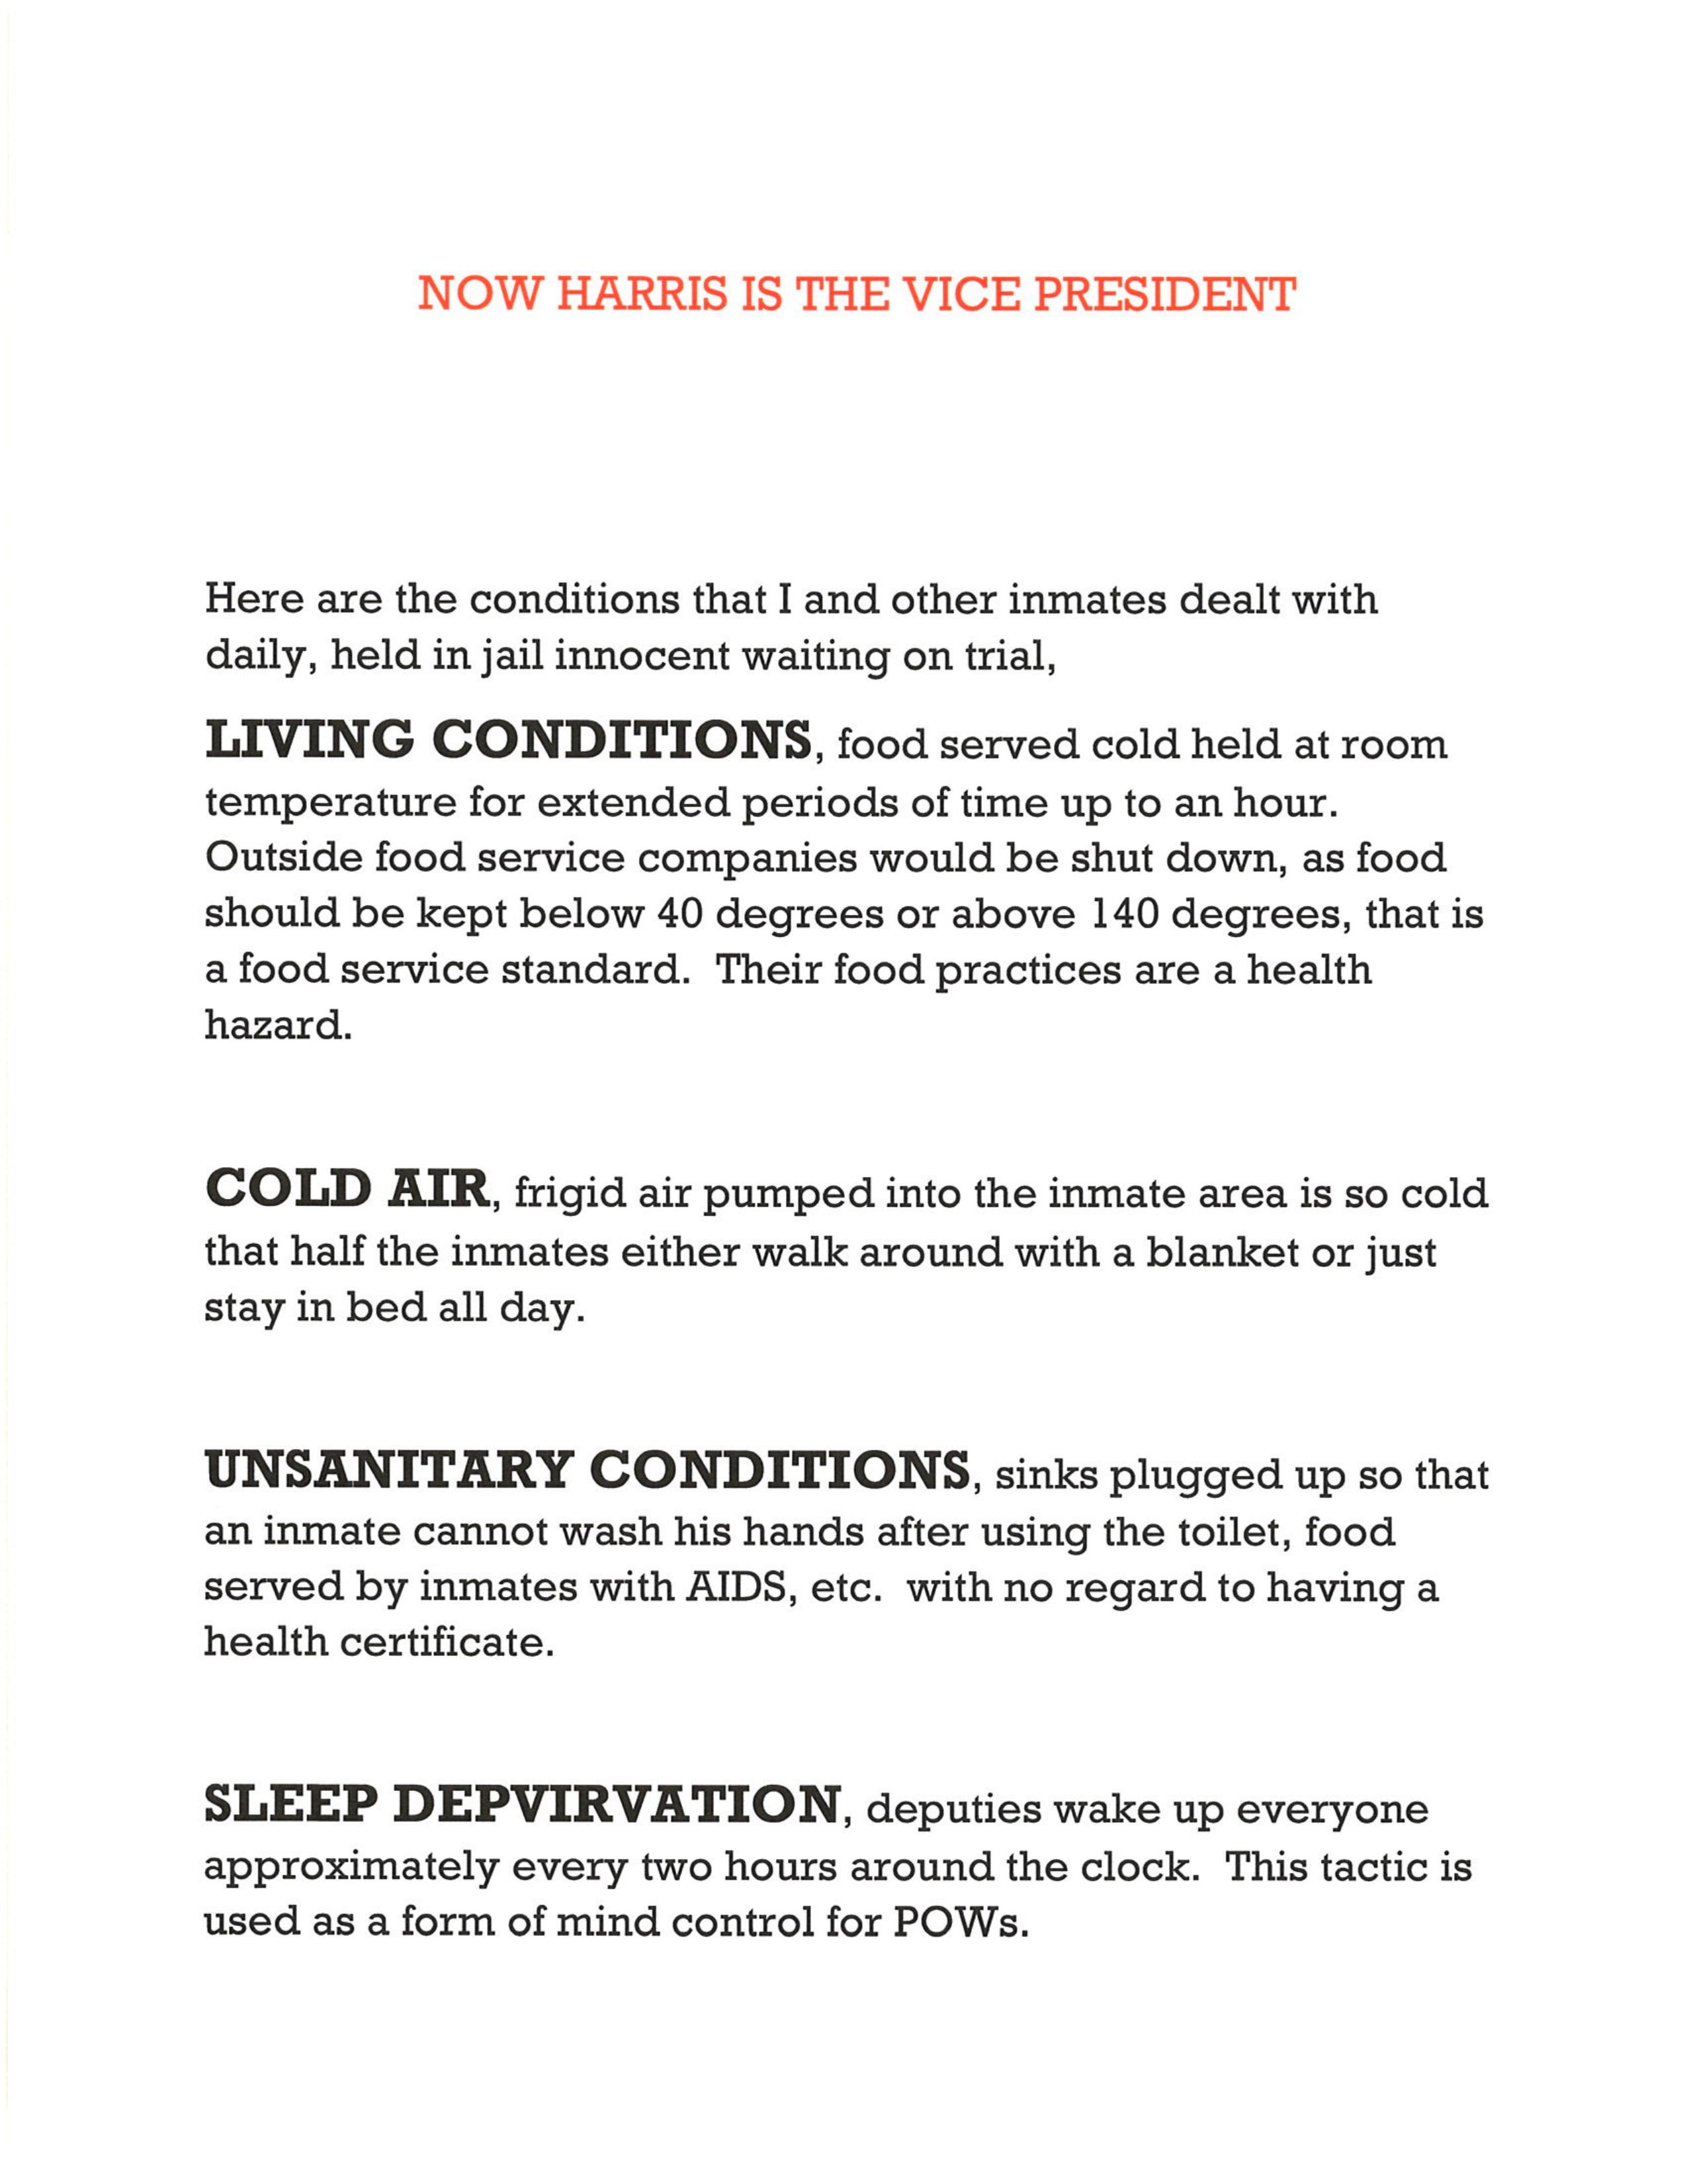 NOW HARRIS IS THE VICE PRESIDENT
Here are the conditions that I and other inmates dealt with
daily, held in jail innocent waiting on trial,
LIVING CONDITIONS, food served cold held at room
temperature for extended periods of time up to an hour.
Outside food service companies would be shut down, as food
should be kept below 40 degrees or above 140 degrees, that is
a food service standard.  Their food practices are a health
hazard.
COLD AIR, frigid air pumped into the inmate area is so cold
that half the inmates either walk around with a blanket or just
stay in bed all day.
UNSANITARY CONDITIONS, sinks plugged up so that
an inmate cannot wash his hands after using the toilet, food
served by inmates with AIDS, etc.  with no regard to having a
health certificate.
SLEEP DEPVIRVATION, deputies wake up everyone
approximately every two hours around the clock.  This tactic is
used as a form of mind control for POWs.